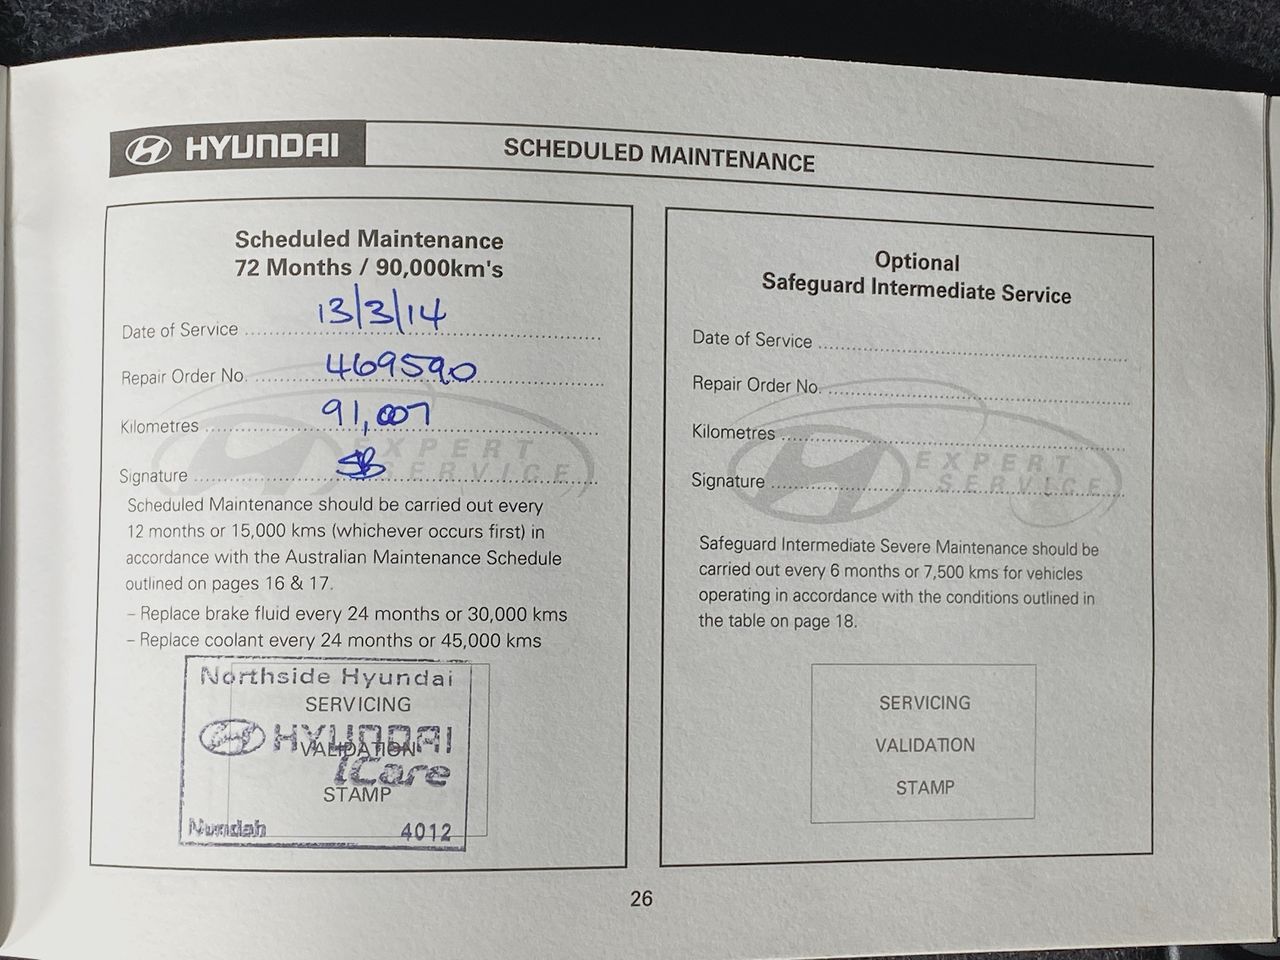 HYUNDAI
SCHEDULED MAINTENANCE
Scheduled Maintenance
72 Months / 90,000km's
Date of Service 13/3/14
Repair Order No. 469590
Kilometres 91,007
Signature SB
EXPERT
SERVICE
Scheduled Maintenance should be carried out every
12 months or 15,000 kms (whichever occurs first) in
accordance with the Australian Maintenance Schedule
outlined on pages 16 & 17.
– Replace brake fluid every 24 months or 30,000 kms
– Replace coolant every 24 months or 45,000 kms
Northside Hyundai
SERVICING
HYUNDAI
VALIDATION
iCare
STAMP
Nundah 4012
Optional
Safeguard Intermediate Service
Date of Service
Repair Order No.
Kilometres
Signature
EXPERT
SERVICE
Safeguard Intermediate Severe Maintenance should be
carried out every 6 months or 7,500 kms for vehicles
operating in accordance with the conditions outlined in
the table on page 18.
SERVICING
VALIDATION
STAMP
26